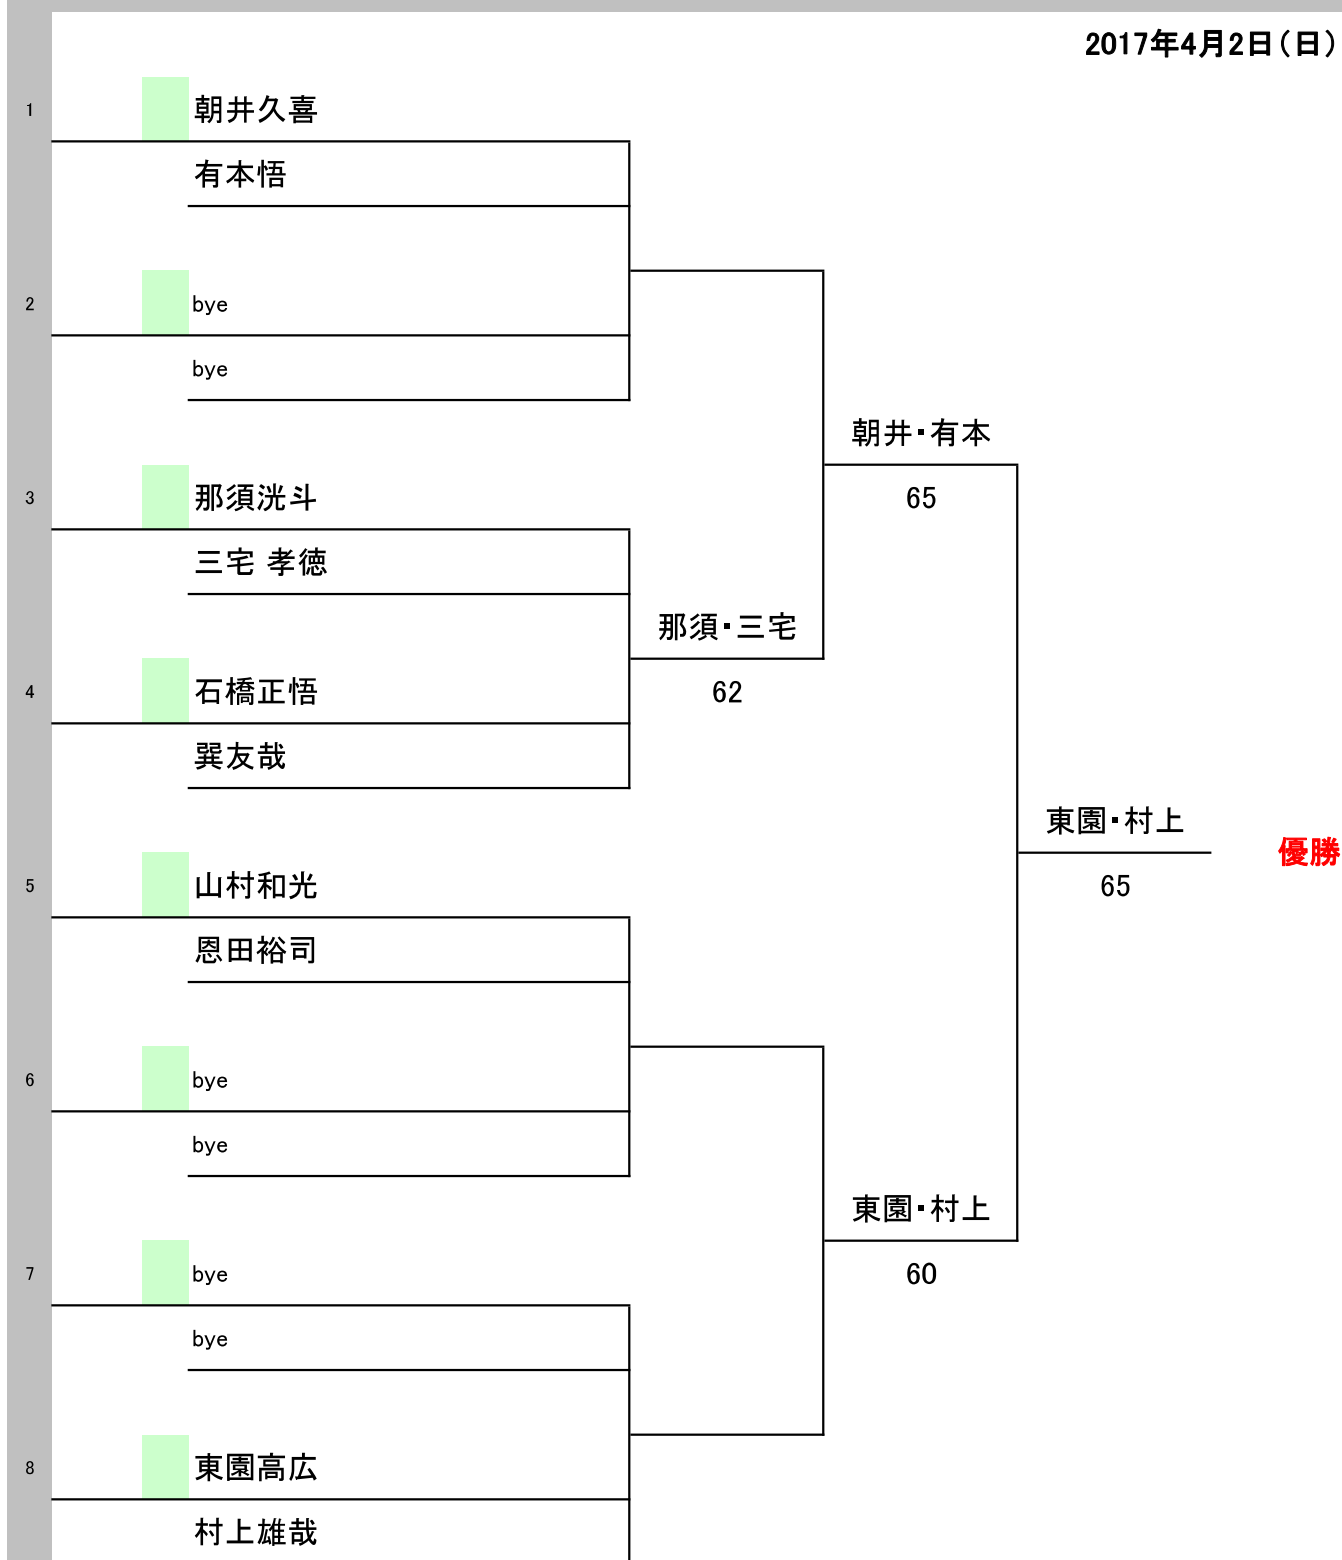 2017年4月2日(日)
1
朝井久喜
有本悟
2
bye
bye
朝井・有本
65
3
那須洸斗
三宅 孝徳
那須・三宅
62
4
石橋正悟
巽友哉
東園・村上
65
優勝
5
山村和光
恩田裕司
6
bye
bye
東園・村上
60
7
bye
bye
8
東園高広
村上雄哉